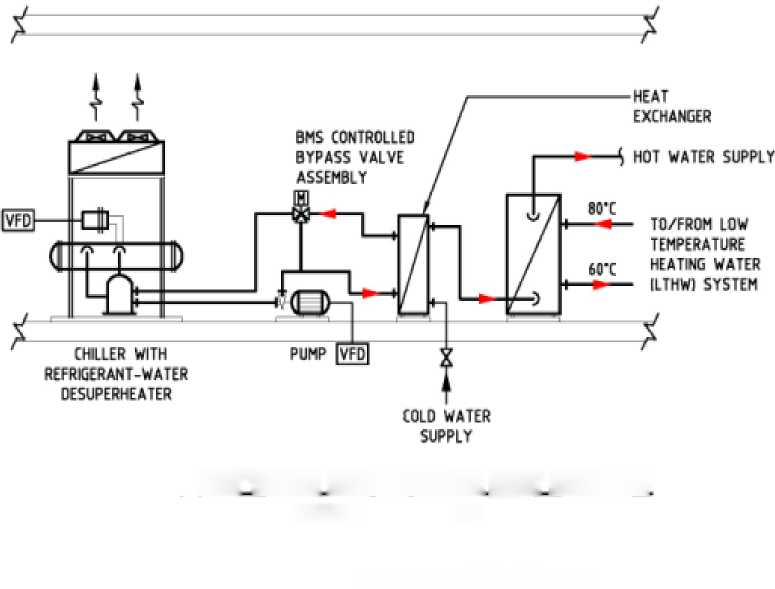 HEAT
EXCHANGER
BMS CONTROLLED
BYPASS VALVE
ASSEMBLY
M
HOT WATER SUPPLY
VFD
80°C
TO/FROM LOW
TEMPERATURE
HEATING WATER
(LTHW) SYSTEM
60°C
CHILLER WITH
REFRIGERANT-WATER
DESUPERHEATER
PUMP
VFD
COLD WATER
SUPPLY